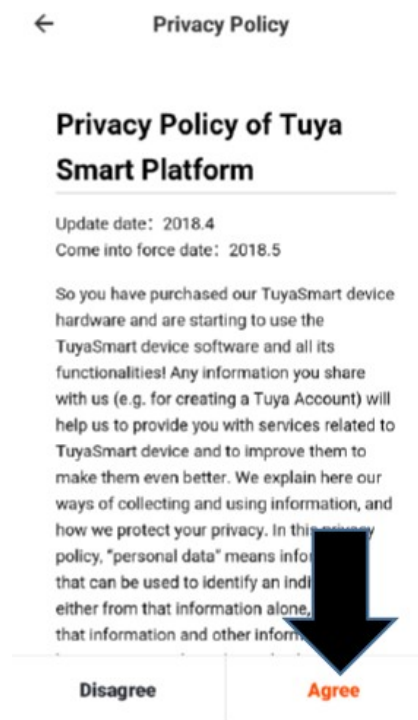 Privacy Policy
Privacy Policy of Tuya
Smart Platform
Update date: 2018.4
Come into force date: 2018.5
So you have purchased our TuyaSmart device
hardware and are starting to use the
TuyaSmart device software and all its
functionalities! Any information you share
with us (e.g. for creating a Tuya Account) will
help us to provide you with services related to
TuyaSmart device and to improve them to
make them even better. We explain here our
ways of collecting and using information, and
how we protect your privacy. In this privacy
policy, "personal data" means
that can be used to identify an
either from that information alone,
that information and other
Disagree
Agree